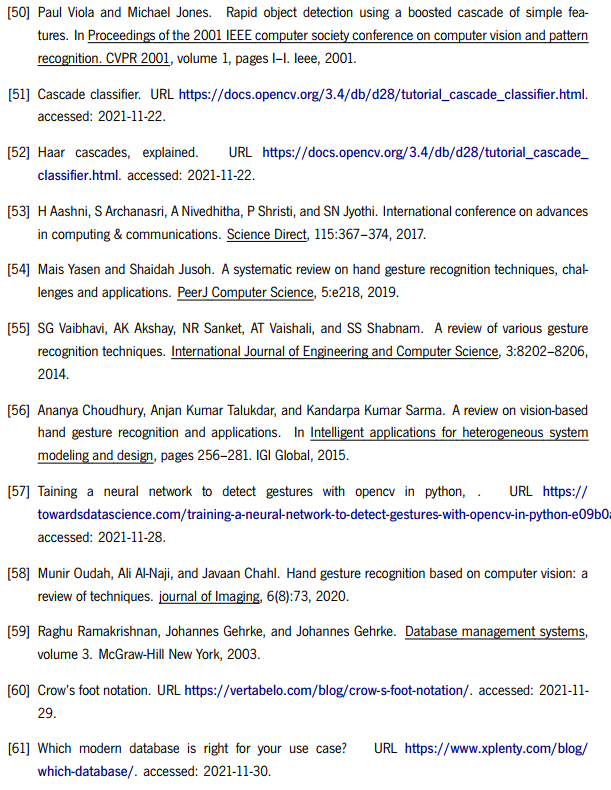 [50] Paul Viola and Michael Jones. Rapid object detection using a boosted cascade of simple fea-
tures. In Proceedings of the 2001 IEEE computer society conference on computer vision and pattern
recognition. CVPR 2001, volume 1, pages I–I. Ieee, 2001.
[51] Cascade classifier. URL https://docs.opencv.org/3.4/db/d28/tutorial_cascade_classifier.html.
accessed: 2021-11-22.
[52] Haar cascades, explained. URL https://docs.opencv.org/3.4/db/d28/tutorial_cascade_
classifier.html. accessed: 2021-11-22.
[53] H Aashni, S Archanasri, A Nivedhitha, P Shristi, and SN Jyothi. International conference on advances
in computing & communications. Science Direct, 115:367–374, 2017.
[54] Mais Yasen and Shaidah Jusoh. A systematic review on hand gesture recognition techniques, chal-
lenges and applications. PeerJ Computer Science, 5:e218, 2019.
[55] SG Vaibhavi, AK Akshay, NR Sanket, AT Vaishali, and SS Shabnam. A review of various gesture
recognition techniques. International Journal of Engineering and Computer Science, 3:8202–8206,
2014.
[56] Ananya Choudhury, Anjan Kumar Talukdar, and Kandarpa Kumar Sarma. A review on vision-based
hand gesture recognition and applications. In Intelligent applications for heterogeneous system
modeling and design, pages 256–281. IGI Global, 2015.
[57] Taining a neural network to detect gestures with opencv in python, . URL https://
towardsdatascience.com/training-a-neural-network-to-detect-gestures-with-opencv-in-python-e09b0a
accessed: 2021-11-28.
[58] Munir Oudah, Ali Al-Naji, and Javaan Chahl. Hand gesture recognition based on computer vision: a
review of techniques. journal of Imaging, 6(8):73, 2020.
[59] Raghu Ramakrishnan, Johannes Gehrke, and Johannes Gehrke. Database management systems,
volume 3. McGraw-Hill New York, 2003.
[60] Crow's foot notation. URL https://vertabelo.com/blog/crow-s-foot-notation/. accessed: 2021-11-
29.
[61] Which modern database is right for your use case? URL https://www.xplenty.com/blog/
which-database/. accessed: 2021-11-30.